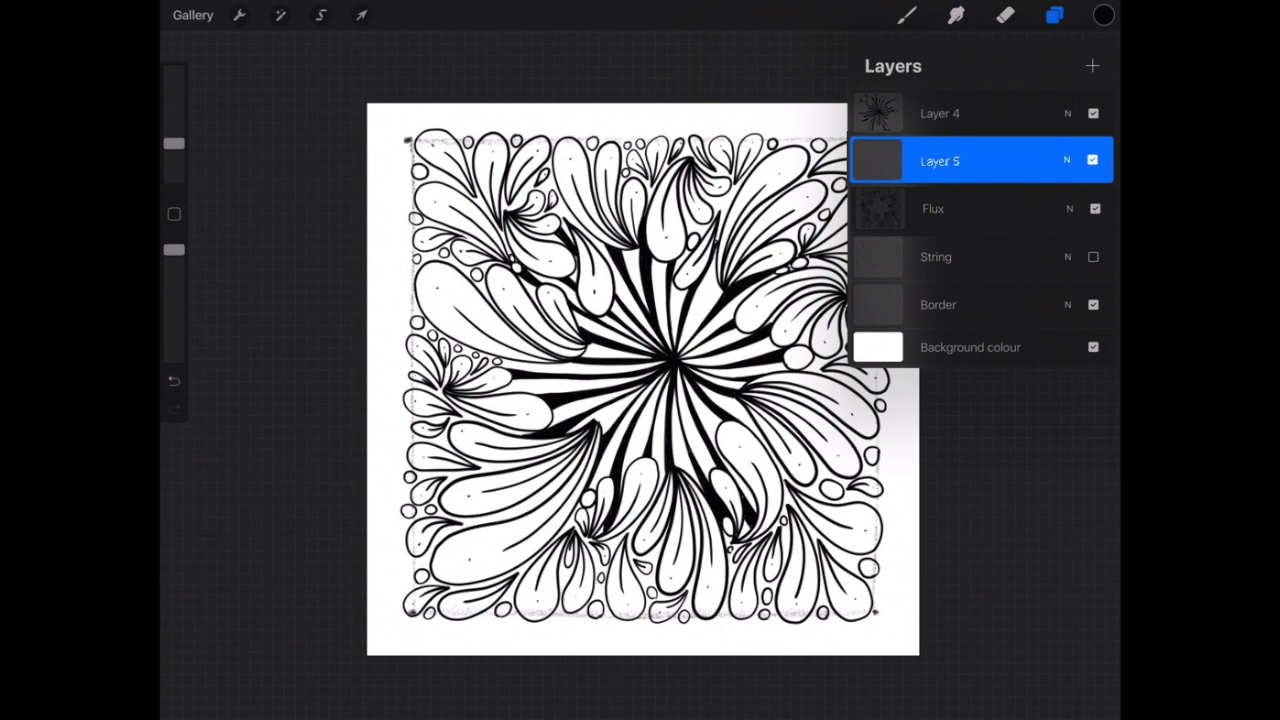 Gallery
Layers
Layer 4 N
Layer 5 N
Flux N
String N
Border N
Background colour